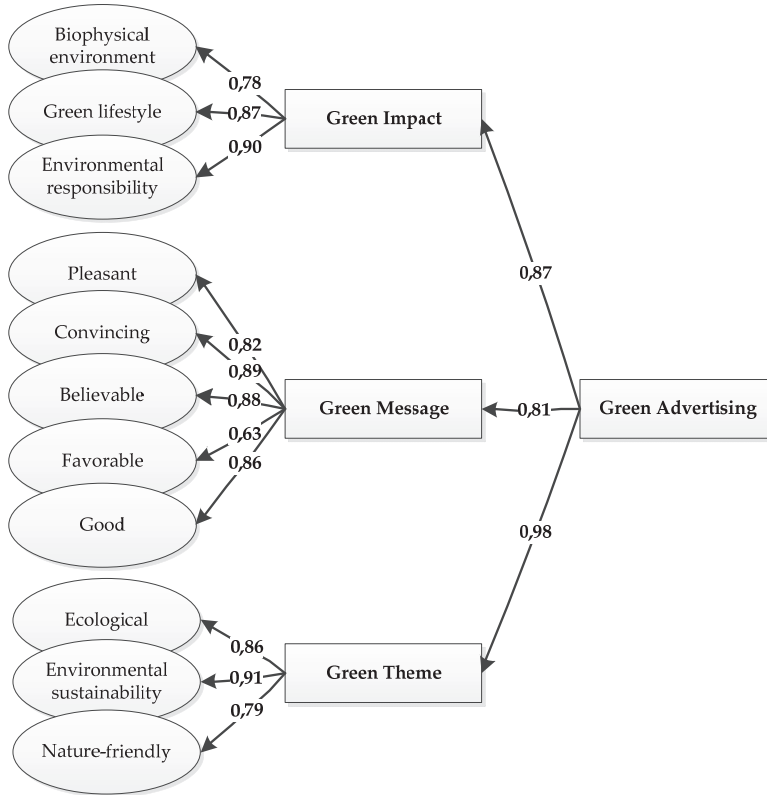 Biophysical
environment
0,78
Green lifestyle
0,87
Green Impact
Environmental
responsibility
0,90
0,87
Pleasant
Convincing
0,82
0,89
Believable
0,88
Green Message
0,81
Green Advertising
Favorable
0,63
0,86
Good
0,98
Ecological
0,86
Environmental
sustainability
0,91
Green Theme
0,79
Nature-friendly